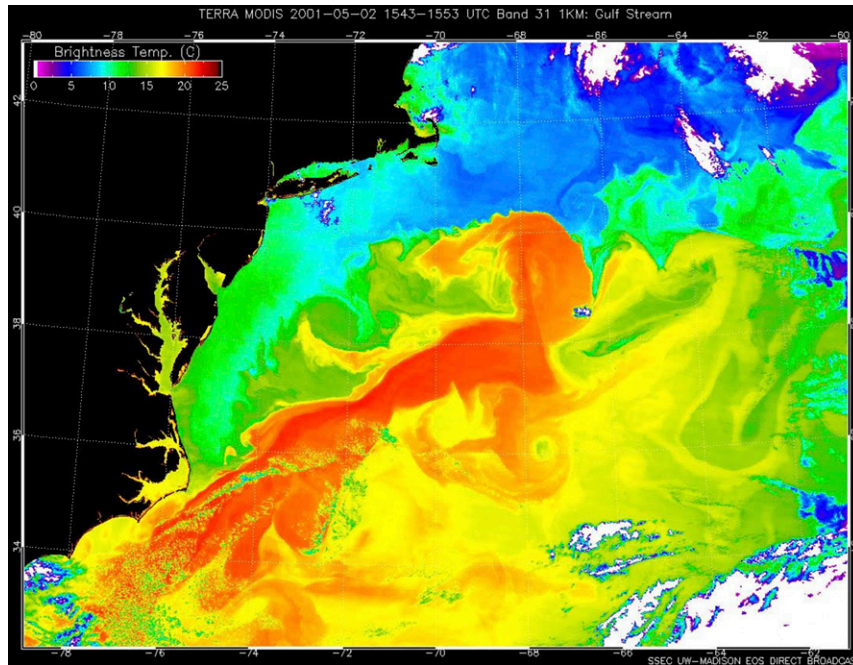 TERRA MODIS 2001-05-02 1543-1553 UTC Band 31 1KM: Gulf Stream
-80 -78 -76 -74 -72 -70 -68 -66 -64 -62 -60
Brightness Temp. (C)
0 5 10 15 20 25
42
40
38
36
34
-78 -76 -74 -72 -70 -68 -66 -64 -62
SSEC UW-MADISON EOS DIRECT BROADCAS